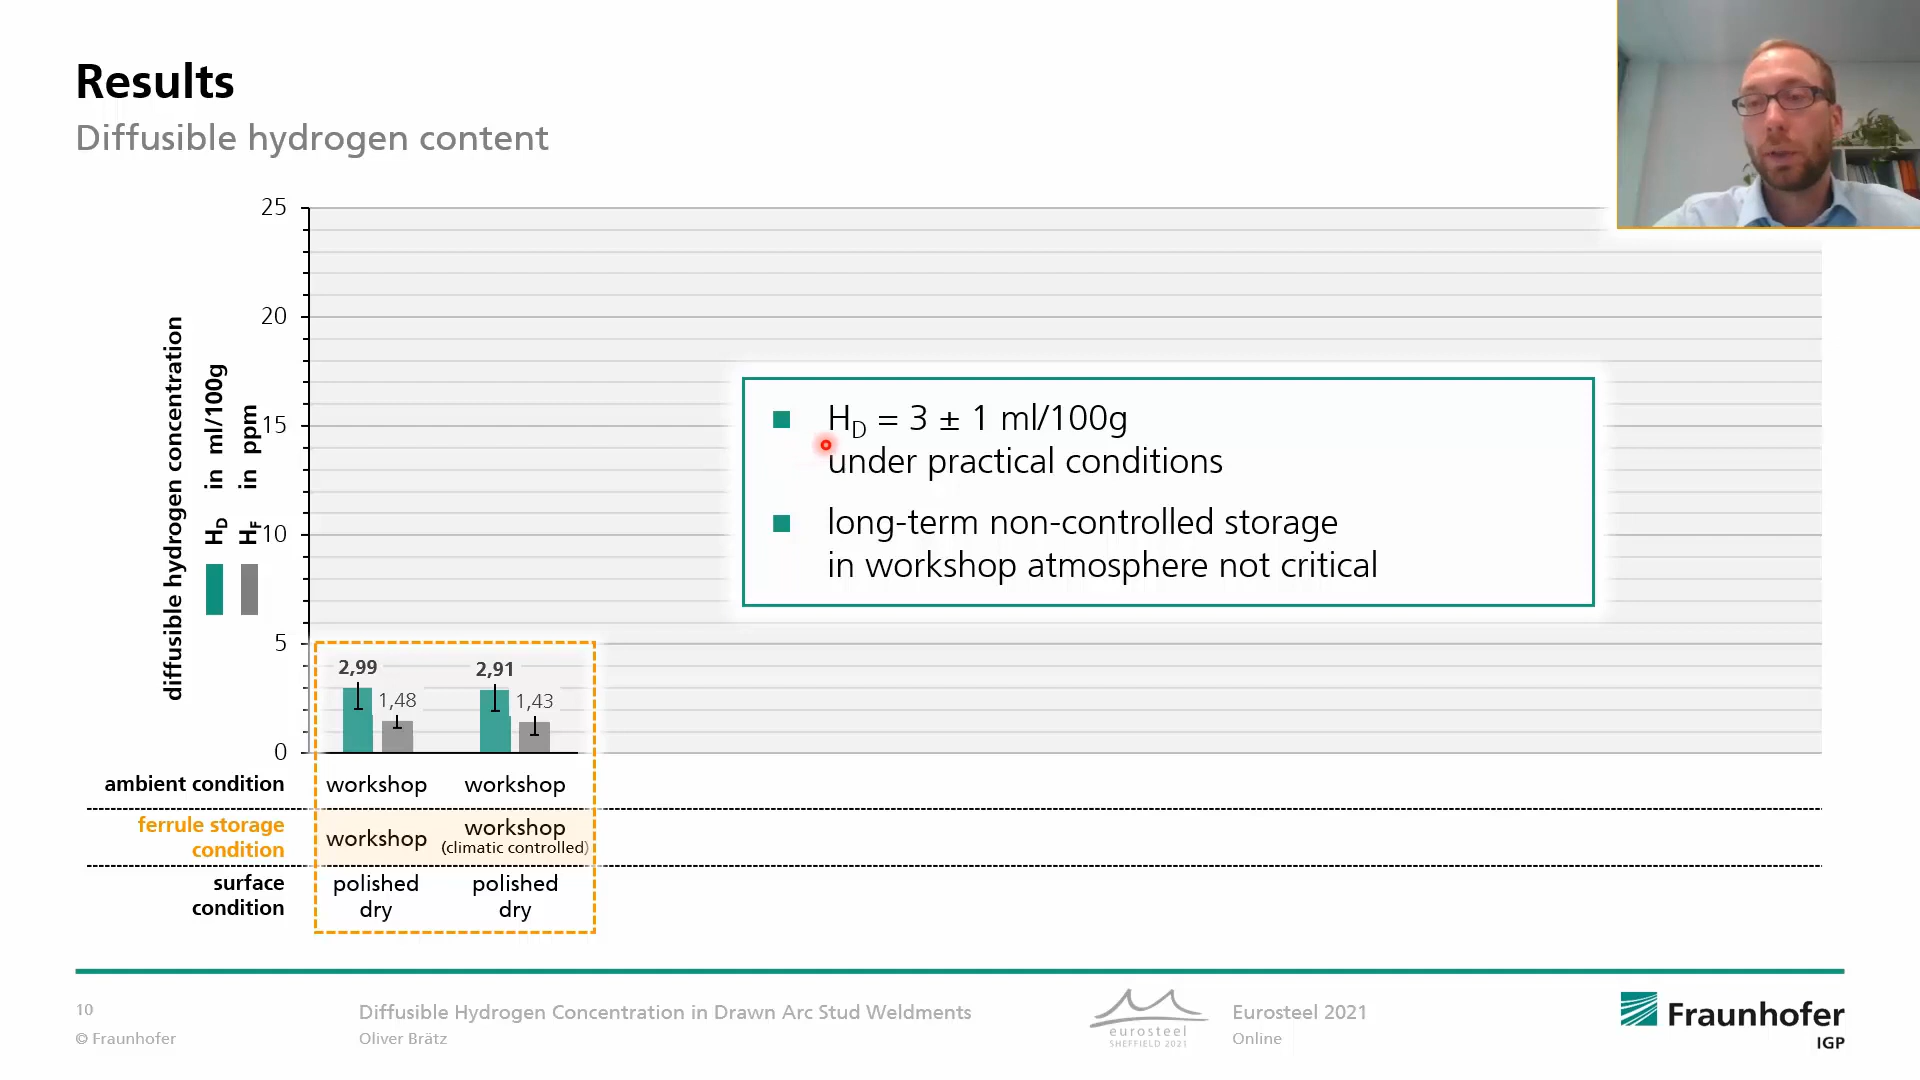 Results
Diffusible hydrogen content
diffusible hydrogen concentration
HD in ml/100g
HF in ppm
25
20
15
10
5
0
HD = 3 ± 1 ml/100g
under practical conditions
long-term non-controlled storage
in workshop atmosphere not critical
2,99
1,48
2,91
1,43
ambient condition workshop workshop
ferrule storage
condition
workshop
workshop
(climatic controlled)
surface
condition
polished
dry
polished
dry
10
© Fraunhofer
Diffusible Hydrogen Concentration in Drawn Arc Stud Weldments
Oliver Brätz
eurosteel
SHEFFIELD 2021
Eurosteel 2021
Online
Fraunhofer
IGP